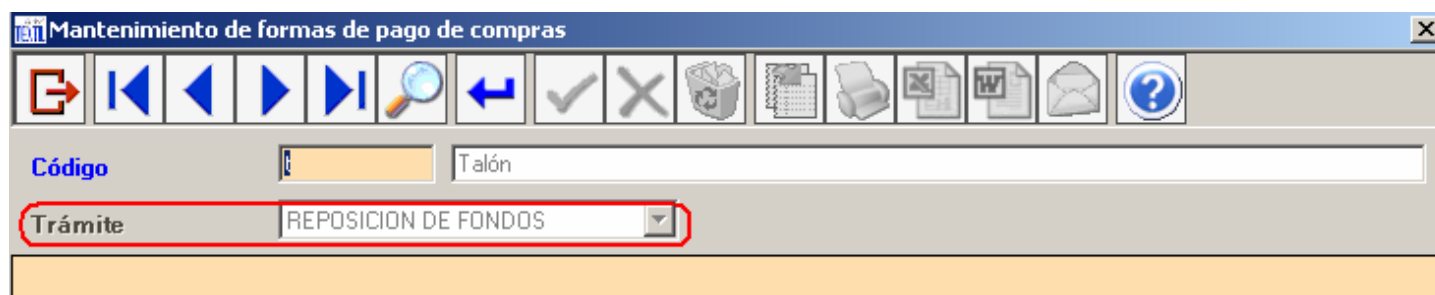 Mantenimiento de formas de pago de compras
Código Talón
Trámite REPOSICION DE FONDOS